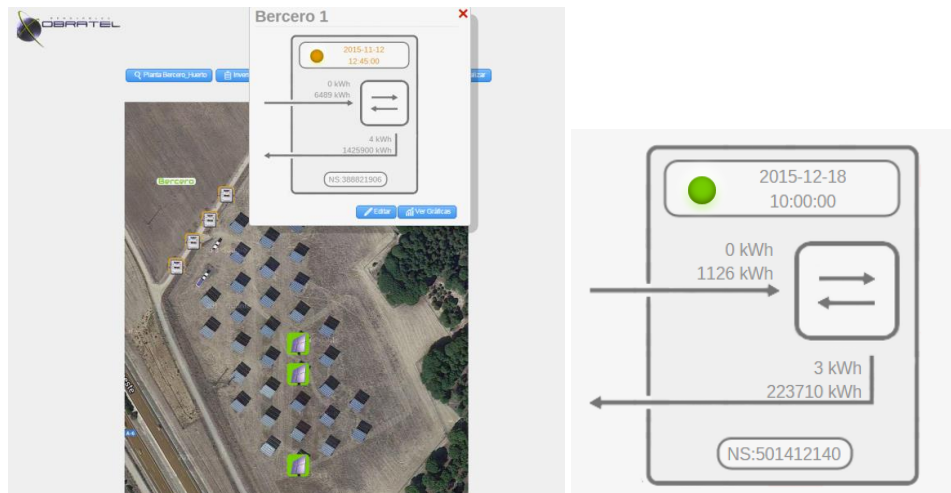 OBRATEL
Bercero 1
Planta Bercero_Huerto
2015-11-12
12:45:00
0 kWh
6489 kWh
4 kWh
1425900 kWh
NS:388821906
Editar
Ver Gráficas
Bercero
A-6
2015-12-18
10:00:00
0 kWh
1126 kWh
3 kWh
223710 kWh
NS:501412140